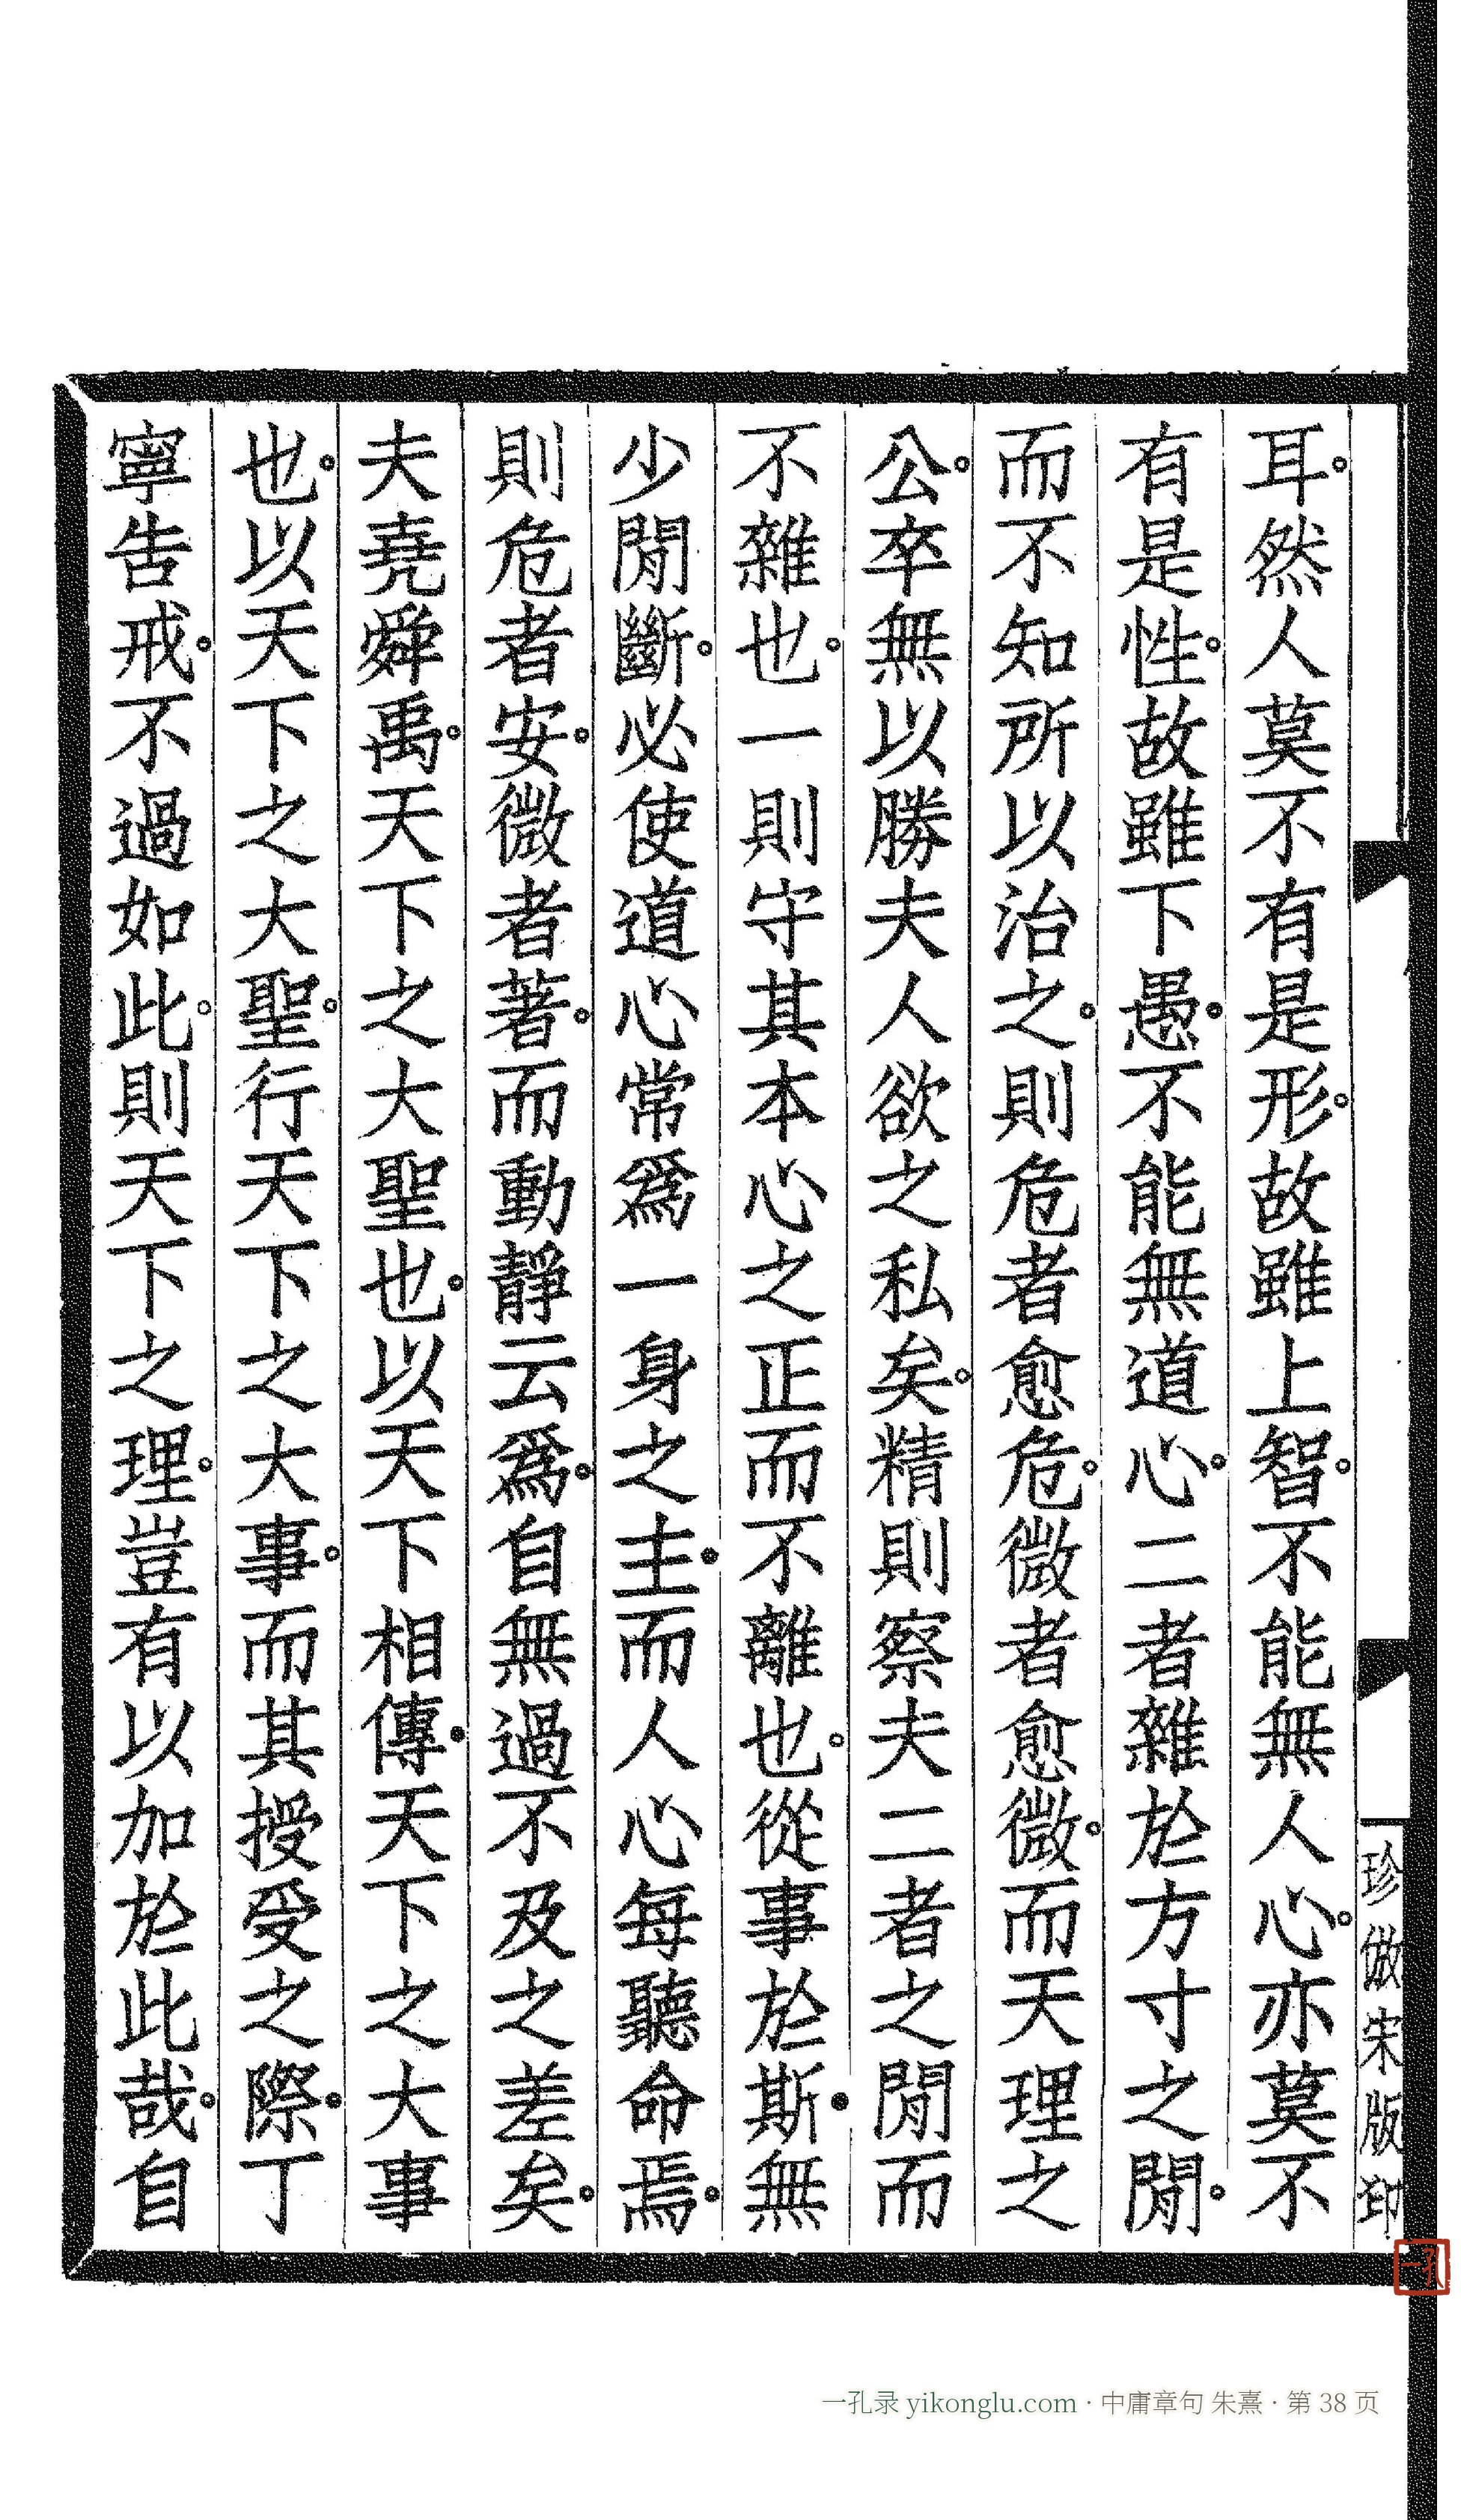 耳。然人莫不有是形。故雖上智。不能無人心。亦莫不
有是性。故雖下愚。不能無道心。二者雜於方寸之閒。
而不知所以治之。則危者愈危。微者愈微。而天理之
公。卒無以勝夫人欲之私矣。精則察夫二者之閒而
不雜也。一則守其本心之正而不離也。從事於斯。無
少閒斷。必使道心常爲一身之主。而人心每聽命焉。
則危者安。微者著。而動靜云爲。自無過不及之差矣。
夫堯舜禹。天下之大聖也。以天下相傳。天下之大事
也。以天下之大聖。行天下之大事。而其授受之際。丁
寧告戒。不過如此。則天下之理。豈有以加於此哉。自
珍倣宋版印
一孔
一孔录 yikonglu.com · 中庸章句 朱熹 · 第 38 页